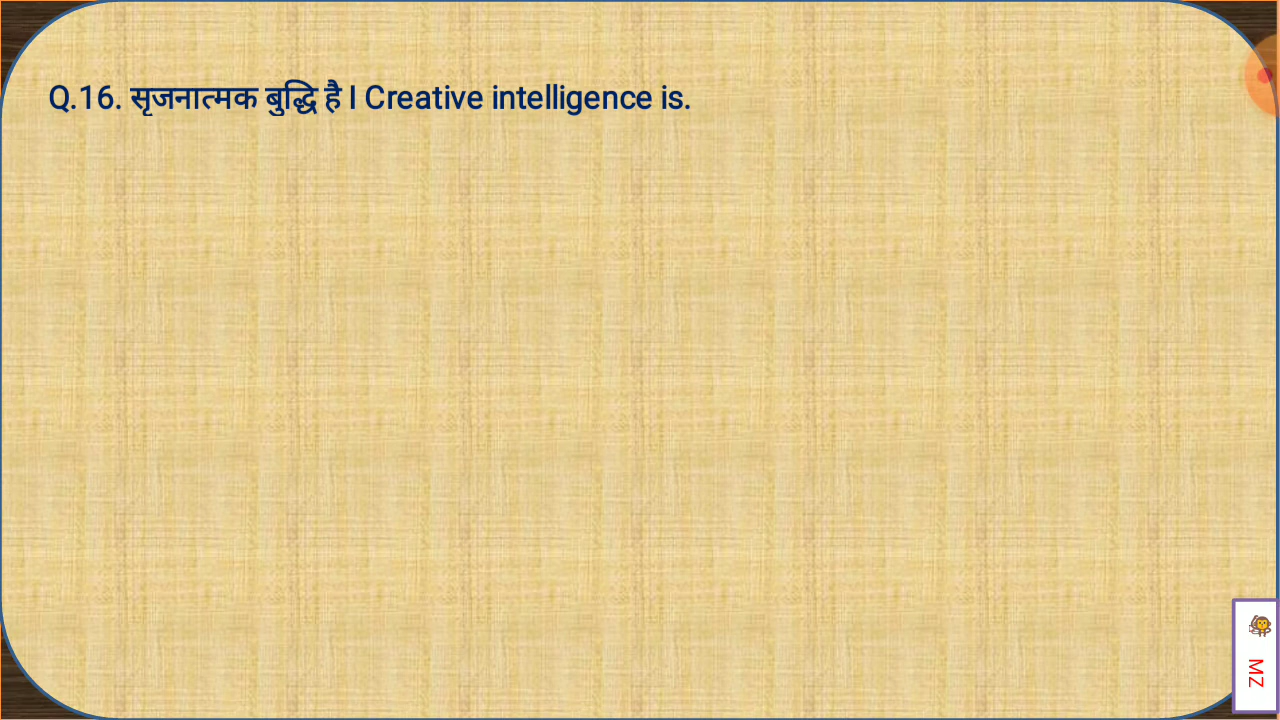 Q.16. सृजनात्मक बुद्धि है I Creative intelligence is.
MZ